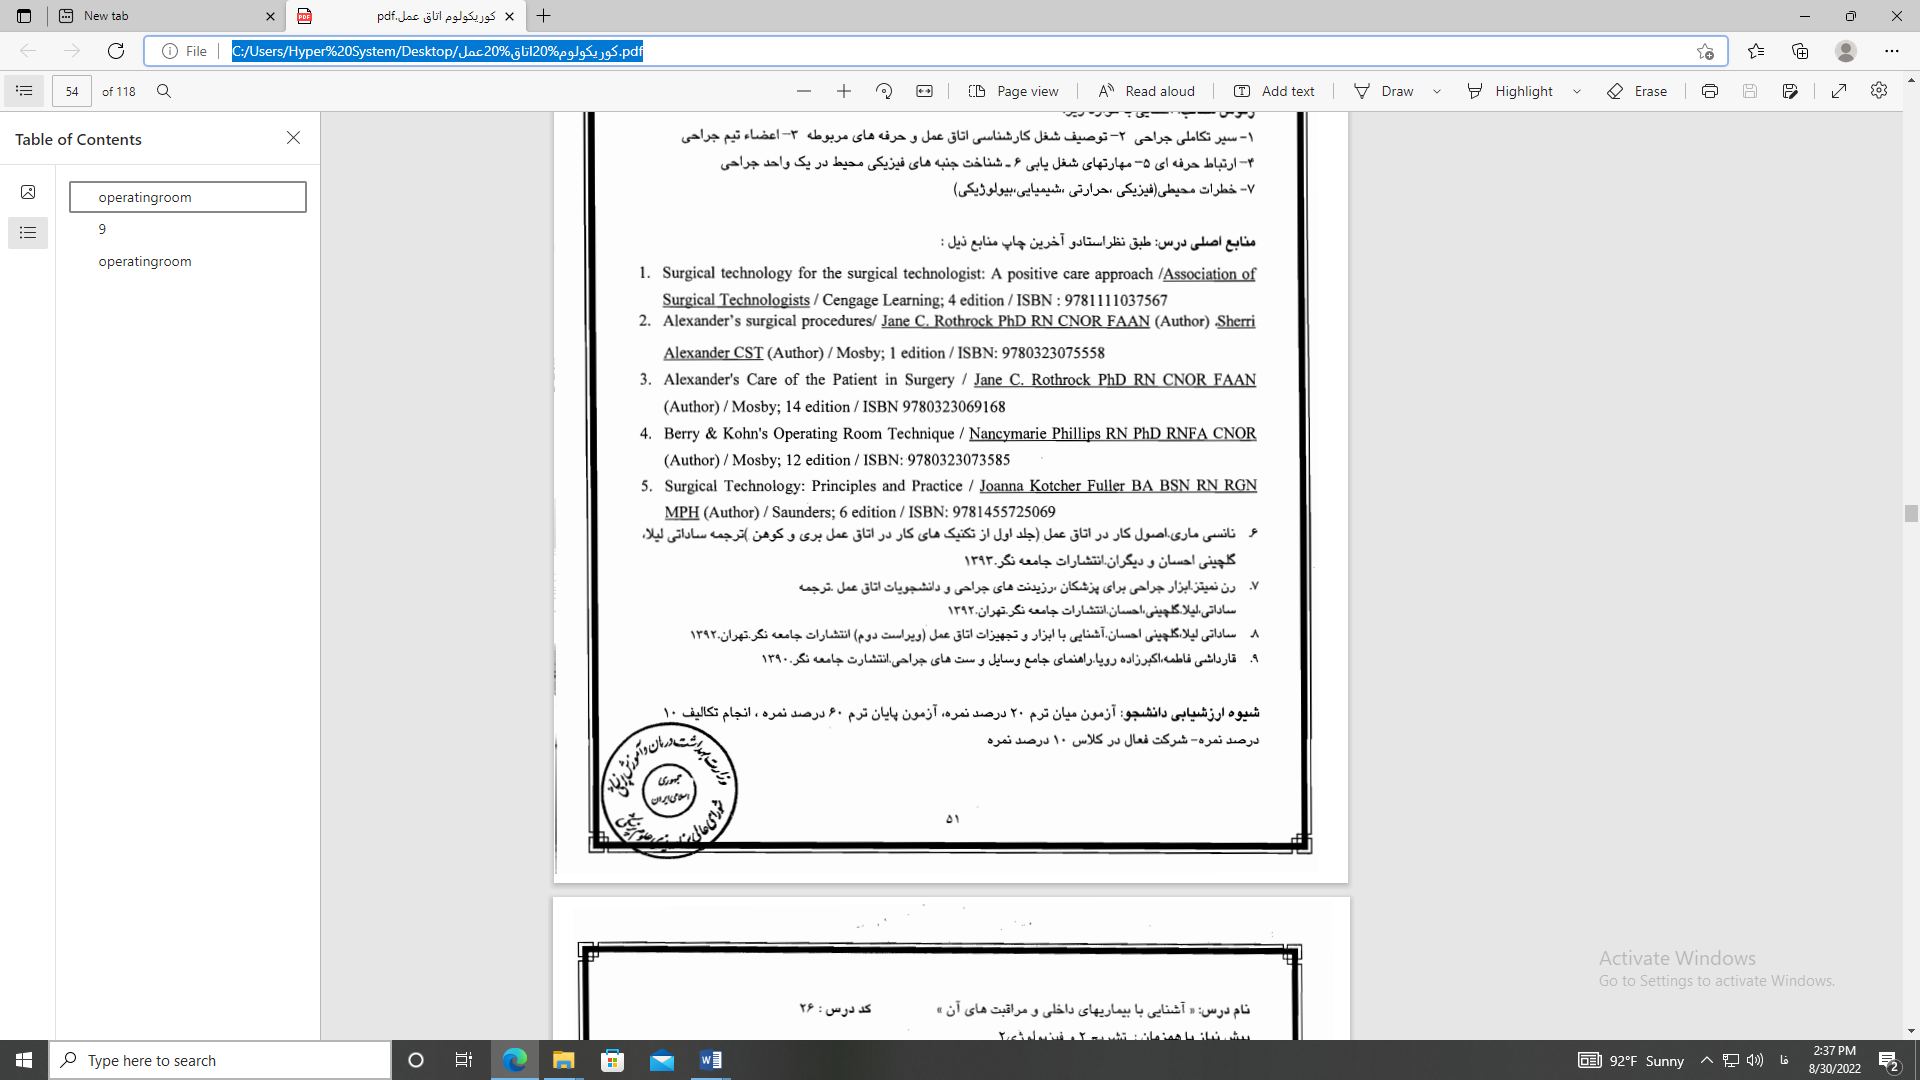 New tab
کوریکولوم اتاق عمل.pdf
File
C:/Users/Hyper%20System/Desktop/کوریکولوم%20اتاق%20عمل.pdf
54 of 118
Page view
Read aloud
Add text
Draw
Highlight
Erase
Table of Contents
operatingroom
9
operatingroom
۱- سیر تکاملی جراحی ۲- توصیف شغل کارشناسی اتاق عمل و حرفه های مربوطه ۳- اعضاء تیم جراحی
۴- ارتباط حرفه ای ۵- مهارتهای شغل یابی ۶ ـ شناخت جنبه های فیزیکی محیط در یک واحد جراحی
۷- خطرات محیطی(فیزیکی ،حرارتی ،شیمیایی،بیولوژیکی)
منابع اصلی درس: طبق نظراستادو آخرین چاپ منابع ذیل :
1. Surgical technology for the surgical technologist: A positive care approach /Association of
Surgical Technologists / Cengage Learning; 4 edition / ISBN : 9781111037567
2. Alexander’s surgical procedures/ Jane C. Rothrock PhD RN CNOR FAAN (Author) ،Sherri
Alexander CST (Author) / Mosby; 1 edition / ISBN: 9780323075558
3. Alexander's Care of the Patient in Surgery / Jane C. Rothrock PhD RN CNOR FAAN
(Author) / Mosby; 14 edition / ISBN 9780323069168
4. Berry & Kohn's Operating Room Technique / Nancymarie Phillips RN PhD RNFA CNOR
(Author) / Mosby; 12 edition / ISBN: 9780323073585
5. Surgical Technology: Principles and Practice / Joanna Kotcher Fuller BA BSN RN RGN
MPH (Author) / Saunders; 6 edition / ISBN: 9781455725069
۶. نانسی ماری.اصول کار در اتاق عمل (جلد اول از تکنیک های کار در اتاق عمل بری و کوهن )ترجمه ساداتی لیلا،
گلچینی احسان و دیگران.انتشارات جامعه نگر.۱۳۹۳
۷. رن نمیتز.ابزار جراحی برای پزشکان ،رزیدنت های جراحی و دانشجویات اتاق عمل .ترجمه
ساداتی،لیلا.گلچینی،احسان.انتشارات جامعه نگر.تهران.۱۳۹۲
۸. ساداتی لیلا،گلچینی احسان.آشنایی با ابزار و تجهیزات اتاق عمل (ویراست دوم) انتشارات جامعه نگر.تهران.۱۳۹۲
۹. قارداشی فاطمه،اکبرزاده رویا.راهنمای جامع وسایل و ست های جراحی.انتشارت جامعه نگر.۱۳۹۰
شیوه ارزشیابی دانشجو: آزمون میان ترم ۲۰ درصد نمره، آزمون پایان ترم ۶۰ درصد نمره ، انجام تکالیف ۱۰
درصد نمره- شرکت فعال در کلاس ۱۰ درصد نمره
جمهوری
اسلامی ایران
۵۱
نام درس: « آشنایی با بیماریهای داخلی و مراقبت های آن » کد درس : ۲۶
پیش نیاز یا همزمان : تشریح ۲ و فیزیولوژی۲
Activate Windows
Go to Settings to activate Windows.
Type here to search
92°F Sunny
فا
2:37 PM
8/30/2022
2